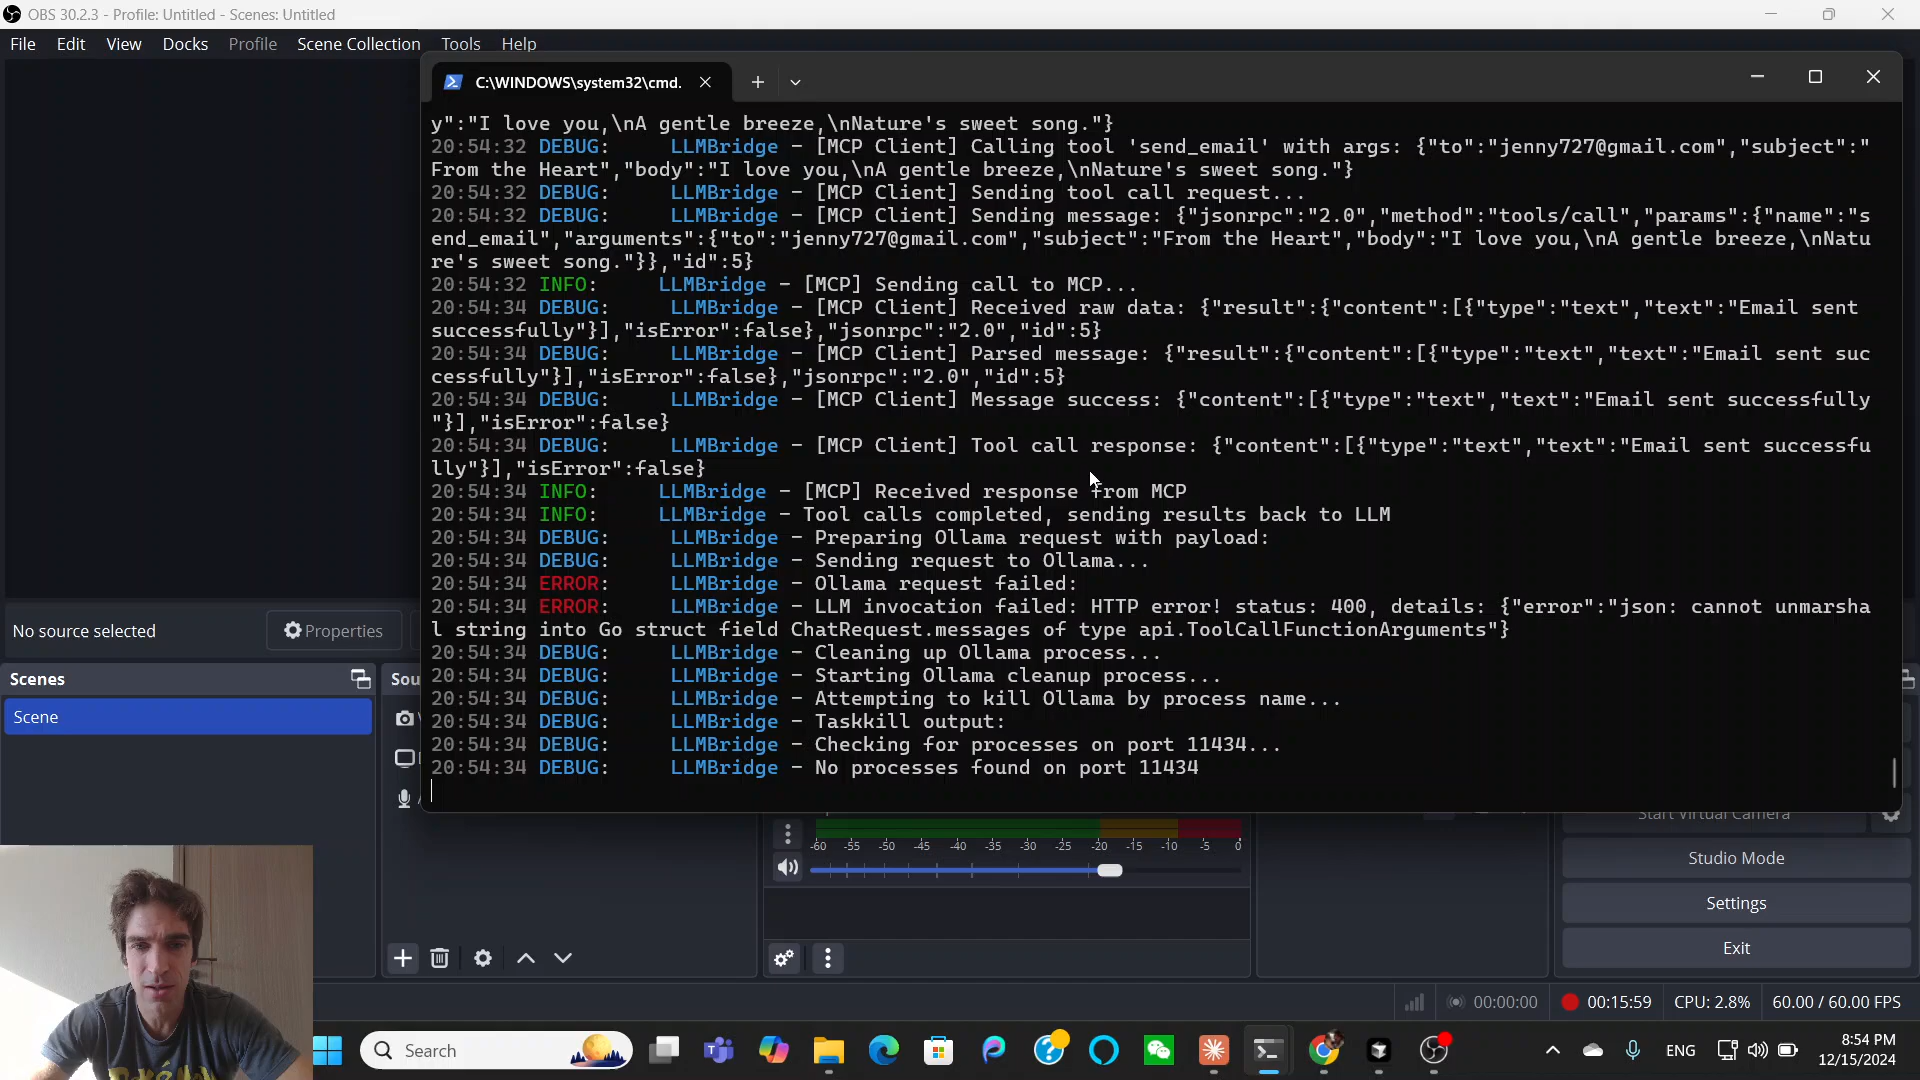 OBS 30.2.3 - Profile: Untitled - Scenes: Untitled
File Edit View Docks Profile Scene Collection Tools Help
C:\WINDOWS\system32\cmd.
y":"I love you,\nA gentle breeze,\nNature's sweet song."}
20:54:32 DEBUG: LLMBridge - [MCP Client] Calling tool 'send_email' with args: {"to":"jenny727@gmail.com","subject":"
From the Heart","body":"I love you,\nA gentle breeze,\nNature's sweet song."}
20:54:32 DEBUG: LLMBridge - [MCP Client] Sending tool call request...
20:54:32 DEBUG: LLMBridge - [MCP Client] Sending message: {"jsonrpc":"2.0","method":"tools/call","params":{"name":"s
end_email","arguments":{"to":"jenny727@gmail.com","subject":"From the Heart","body":"I love you,\nA gentle breeze,\nNatu
re's sweet song."}},"id":5}
20:54:32 INFO: LLMBridge - [MCP] Sending call to MCP...
20:54:34 DEBUG: LLMBridge - [MCP Client] Received raw data: {"result":{"content":[{"type":"text","text":"Email sent
successfully"}],"isError":false},"jsonrpc":"2.0","id":5}
20:54:34 DEBUG: LLMBridge - [MCP Client] Parsed message: {"result":{"content":[{"type":"text","text":"Email sent suc
cessfully"}],"isError":false},"jsonrpc":"2.0","id":5}
20:54:34 DEBUG: LLMBridge - [MCP Client] Message success: {"content":[{"type":"text","text":"Email sent successfully
"}],"isError":false}
20:54:34 DEBUG: LLMBridge - [MCP Client] Tool call response: {"content":[{"type":"text","text":"Email sent successfu
lly"}],"isError":false}
20:54:34 INFO: LLMBridge - [MCP] Received response from MCP
20:54:34 INFO: LLMBridge - Tool calls completed, sending results back to LLM
20:54:34 DEBUG: LLMBridge - Preparing Ollama request with payload:
20:54:34 DEBUG: LLMBridge - Sending request to Ollama...
20:54:34 ERROR: LLMBridge - Ollama request failed:
20:54:34 ERROR: LLMBridge - LLM invocation failed: HTTP error! status: 400, details: {"error":"json: cannot unmarsha
l string into Go struct field ChatRequest.messages of type api.ToolCallFunctionArguments"}
20:54:34 DEBUG: LLMBridge - Cleaning up Ollama process...
20:54:34 DEBUG: LLMBridge - Starting Ollama cleanup process...
20:54:34 DEBUG: LLMBridge - Attempting to kill Ollama by process name...
20:54:34 DEBUG: LLMBridge - Taskkill output:
20:54:34 DEBUG: LLMBridge - Checking for processes on port 11434...
20:54:34 DEBUG: LLMBridge - No processes found on port 11434
No source selected
Properties
Scenes
Sou
Scene
-60 -55 -50 -45 -40 -35 -30 -25 -20 -15 -10 -5 0
Start Virtual Camera
Studio Mode
Settings
Exit
00:00:00 00:15:59 CPU: 2.8% 60.00 / 60.00 FPS
Search
ENG
8:54 PM
12/15/2024